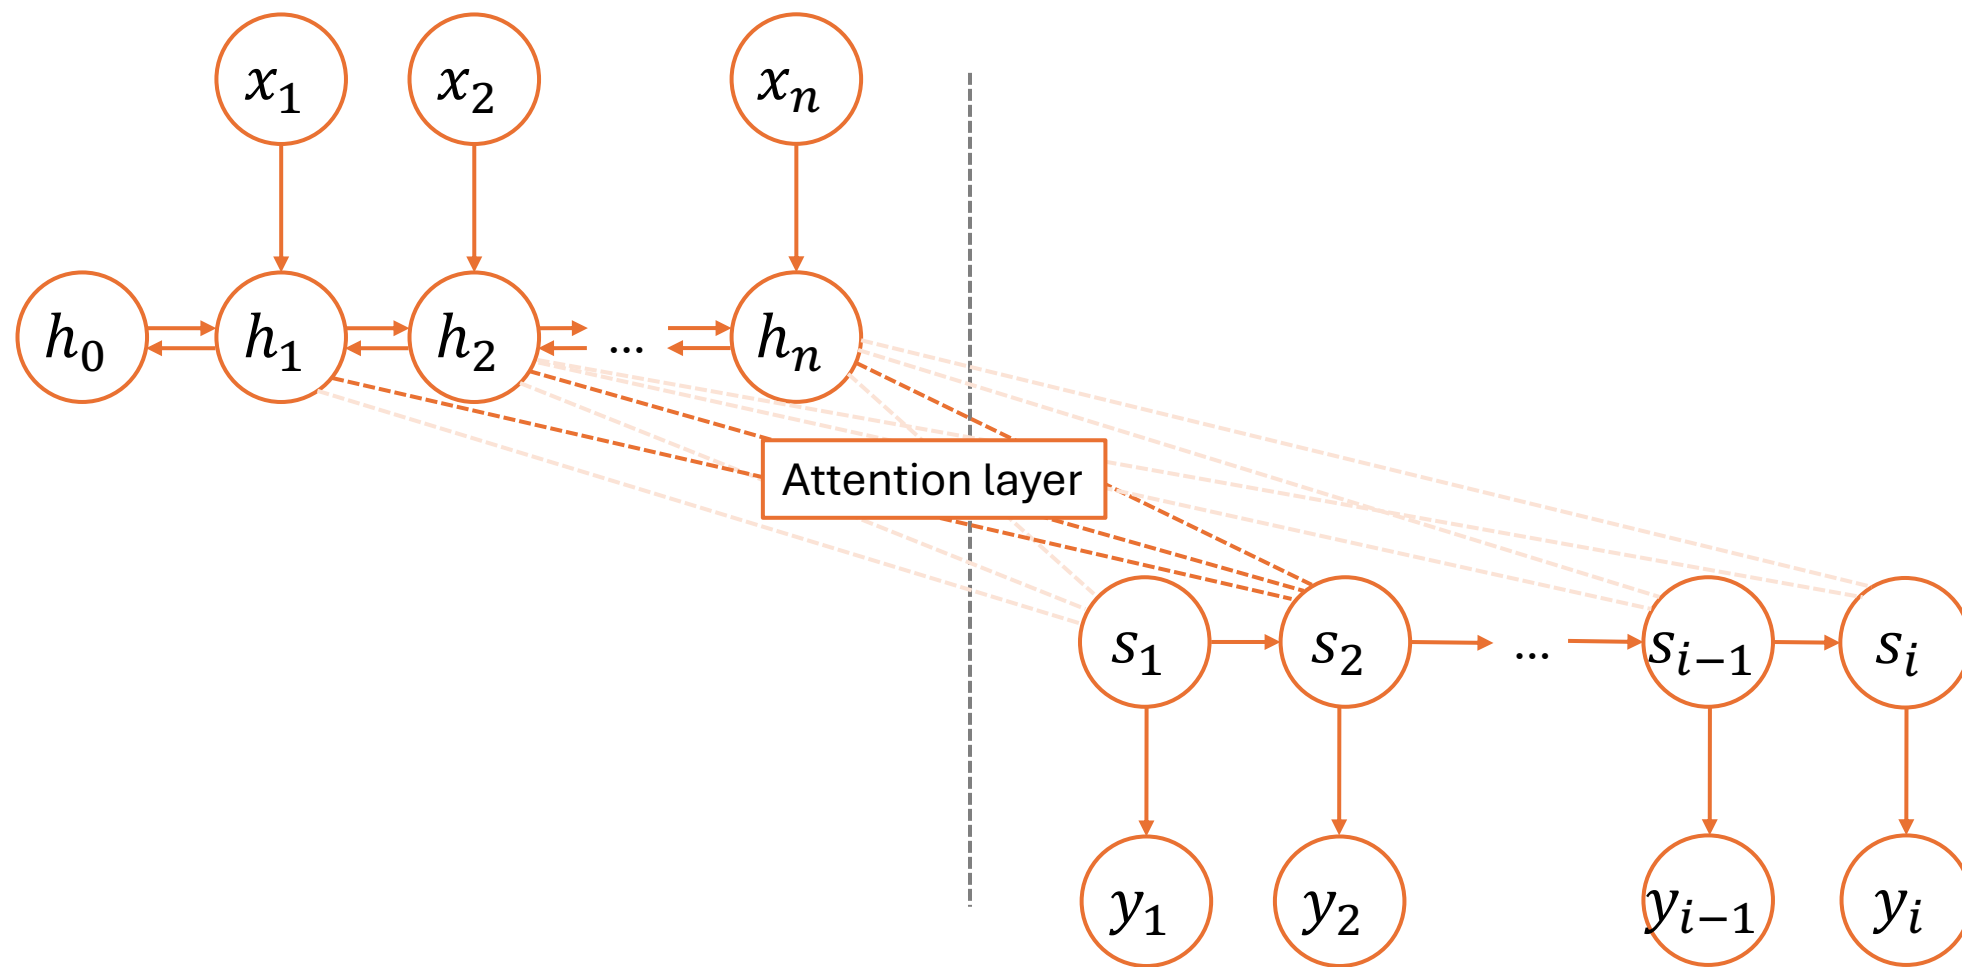 x₁ x₂ xₙ
h₀ h₁ h₂ ... hₙ
Attention layer
s₁ s₂ ... sᵢ₋₁ sᵢ
y₁ y₂ yᵢ₋₁ yᵢ